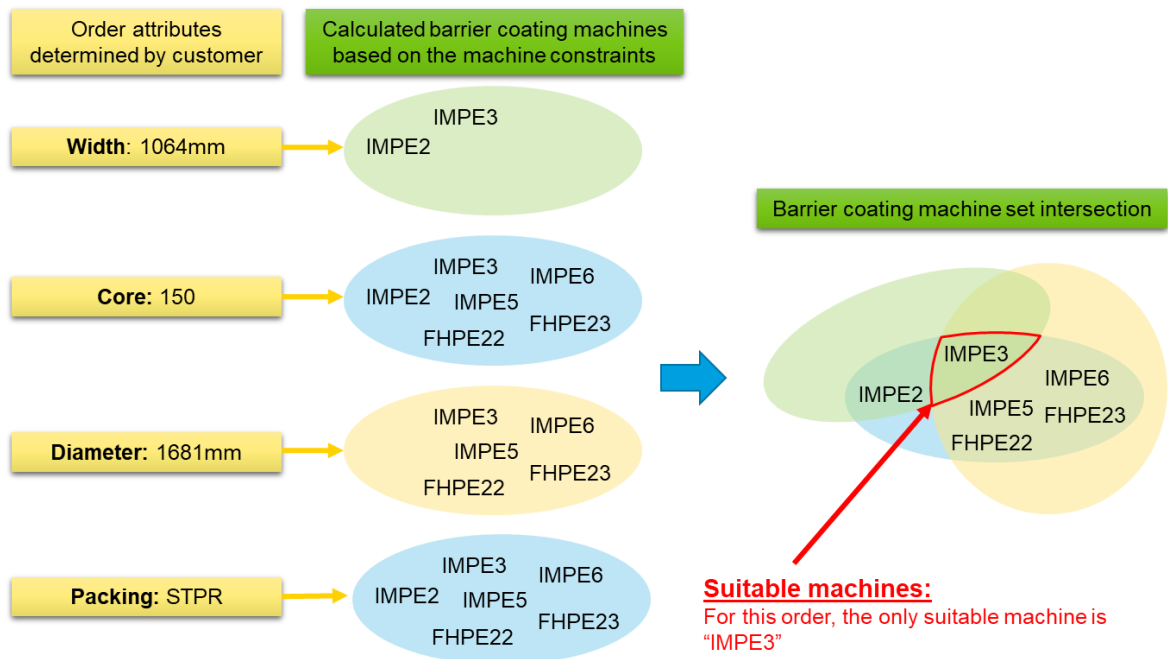 Order attributes
determined by customer
Calculated barrier coating machines
based on the machine constraints
Width: 1064mm
IMPE3
IMPE2
Barrier coating machine set intersection
Core: 150
IMPE3
IMPE6
IMPE2
IMPE5
FHPE23
FHPE22
Diameter: 1681mm
IMPE3
IMPE6
IMPE5
FHPE23
FHPE22
Packing: STPR
IMPE3
IMPE6
IMPE2
IMPE5
FHPE23
FHPE22
IMPE3
IMPE6
IMPE2
IMPE5
FHPE23
FHPE22
Suitable machines:
For this order, the only suitable machine is
“IMPE3”